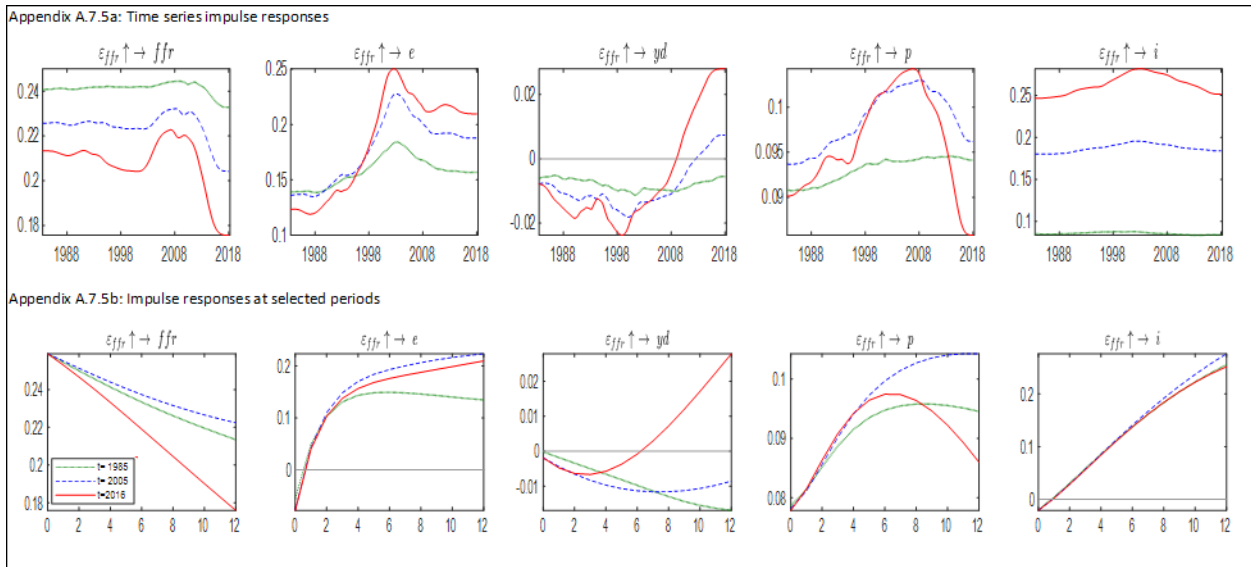 Appendix A.7.5a: Time series impulse responses
ε_ffr ↑→ ffr
ε_ffr ↑→ e
ε_ffr ↑→ yd
ε_ffr ↑→ p
ε_ffr ↑→ i
0.24
0.22
0.2
0.18
1988 1998 2008 2018
0.25
0.2
0.15
0.1
1988 1998 2008 2018
0.02
0
-0.02
1988 1998 2008 2018
0.1
0.095
0.09
1988 1998 2008 2018
0.25
0.2
0.15
0.1
1988 1998 2008 2018
Appendix A.7.5b: Impulse responses at selected periods
ε_ffr ↑→ ffr
ε_ffr ↑→ e
ε_ffr ↑→ yd
ε_ffr ↑→ p
ε_ffr ↑→ i
0.24
0.22
0.2
0.18
t= 1985
t= 2005
t=2016
0 2 4 6 8 10 12
0.2
0.1
0
0 2 4 6 8 10 12
0.02
0.01
0
-0.01
0 2 4 6 8 10 12
0.1
0.09
0.08
0 2 4 6 8 10 12
0.2
0.1
0
0 2 4 6 8 10 12